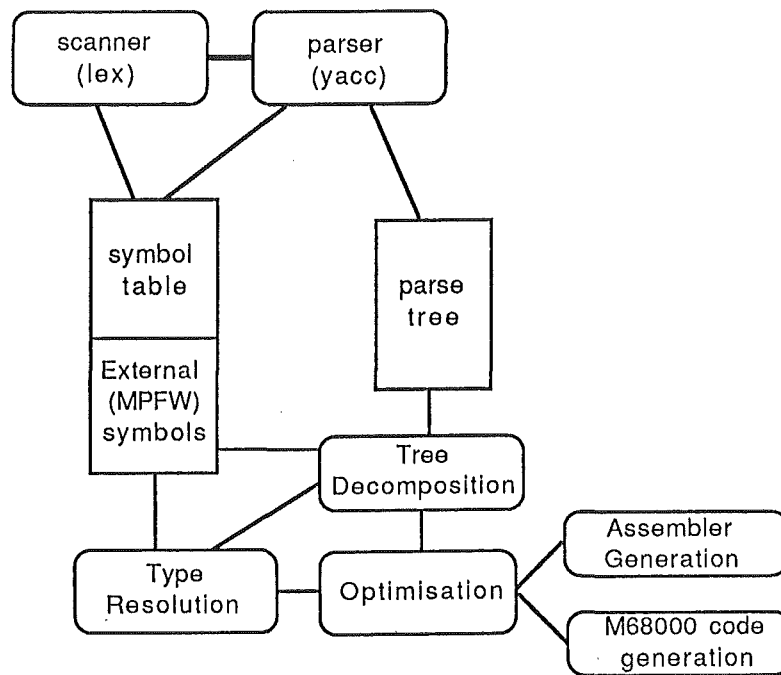 scanner
(lex)
parser
(yacc)
symbol
table
parse
tree
External
(MPFW)
symbols
Tree
Decomposition
Type
Resolution
Optimisation
Assembler
Generation
M68000 code
generation